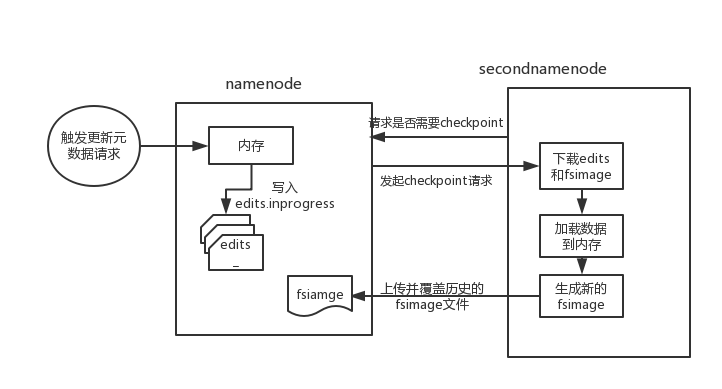 secondnamenode
namenode
触发更新元
数据请求
内存
写入
edits.inprogress
edits
_
fsiamge
请求是否需要checkpoint
发起checkpoint请求
上传并覆盖历史的
fsimage文件
下载edits
和fsimage
加载数据
到内存
生成新的
fsimage